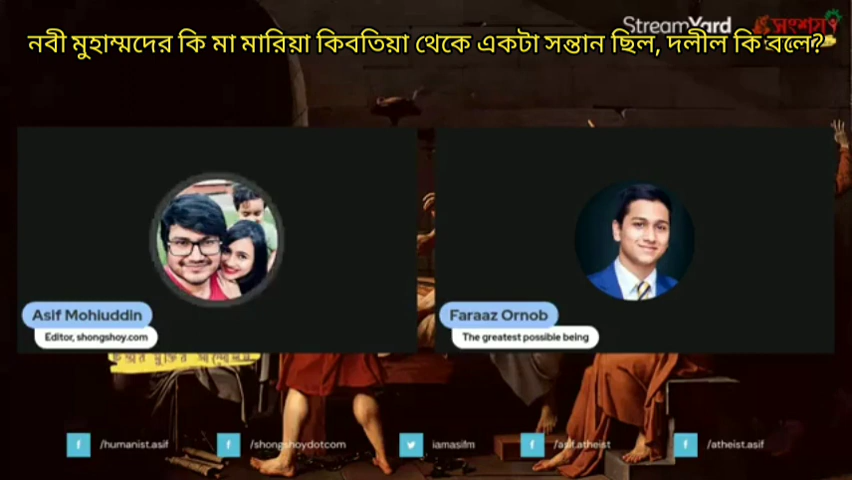 StreamYard
সংশয়
নবী মুহাম্মদের কি মা মারিয়া কিবতিয়া থেকে একটা সন্তান ছিল, দলীল কি বলে?
Asif Mohiuddin
Editor, shongshoy.com
Faraaz Ornob
The greatest possible being
/humanist.asif
/shongshoydotcom
iamasifm
/asif.atheist
/atheist.asif